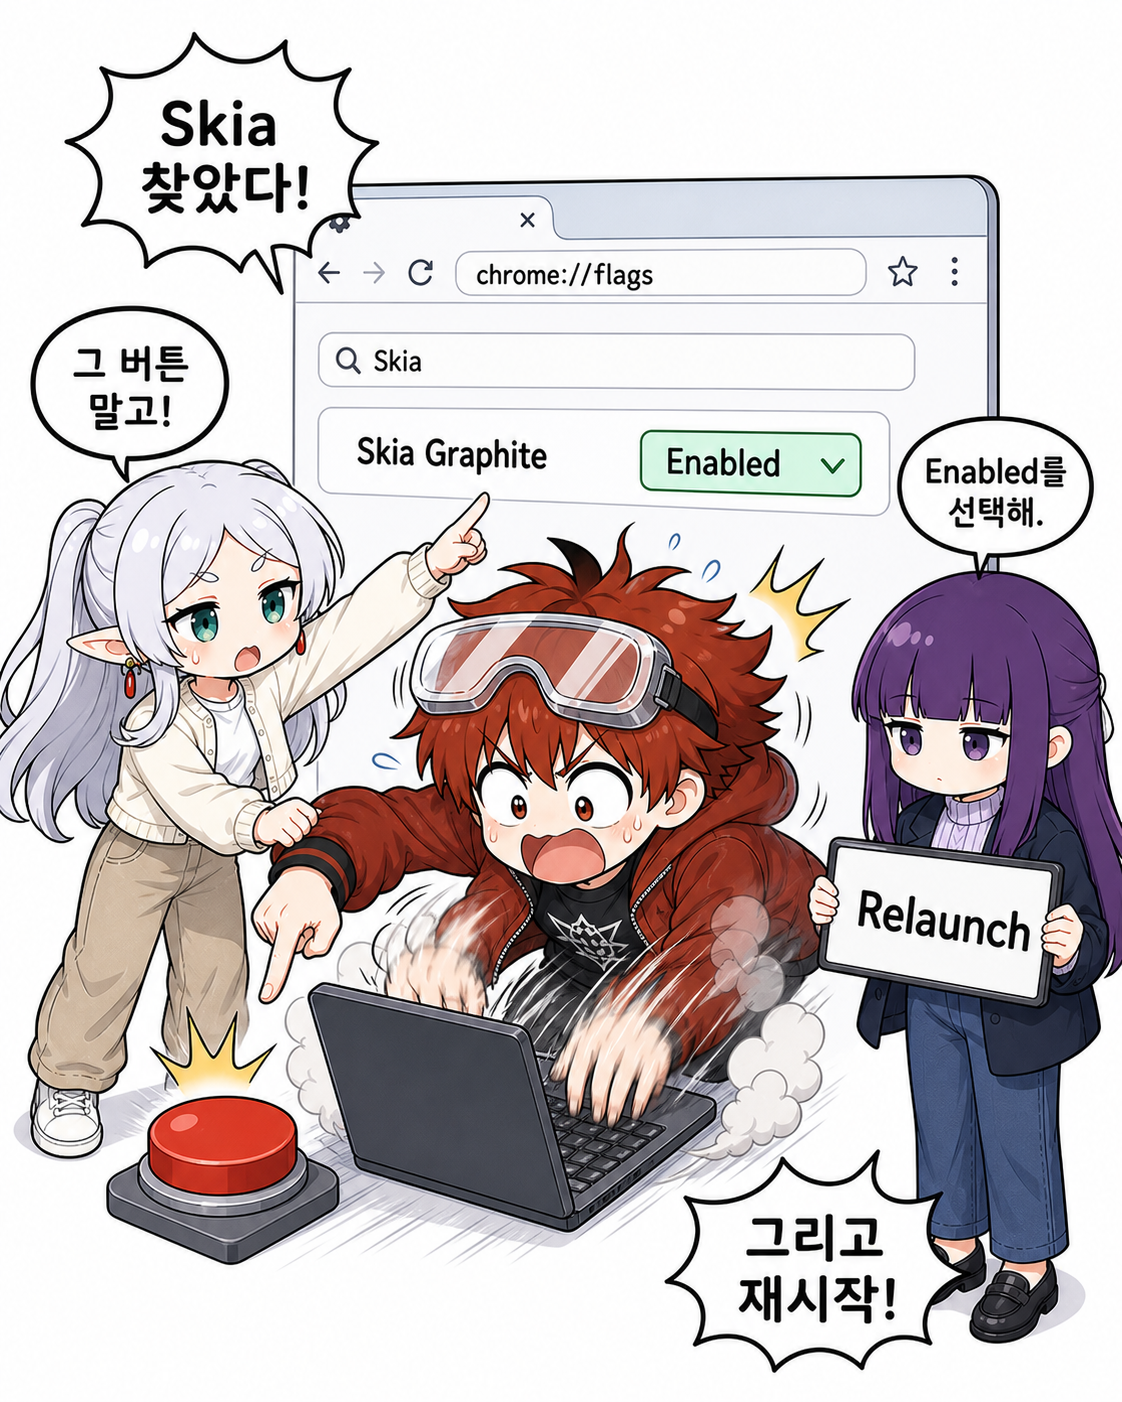 Skia
찾았다!
chrome://flags
Skia
그 버튼
말고!
Skia Graphite
Enabled
Enabled를
선택해.
Relaunch
그리고
재시작!